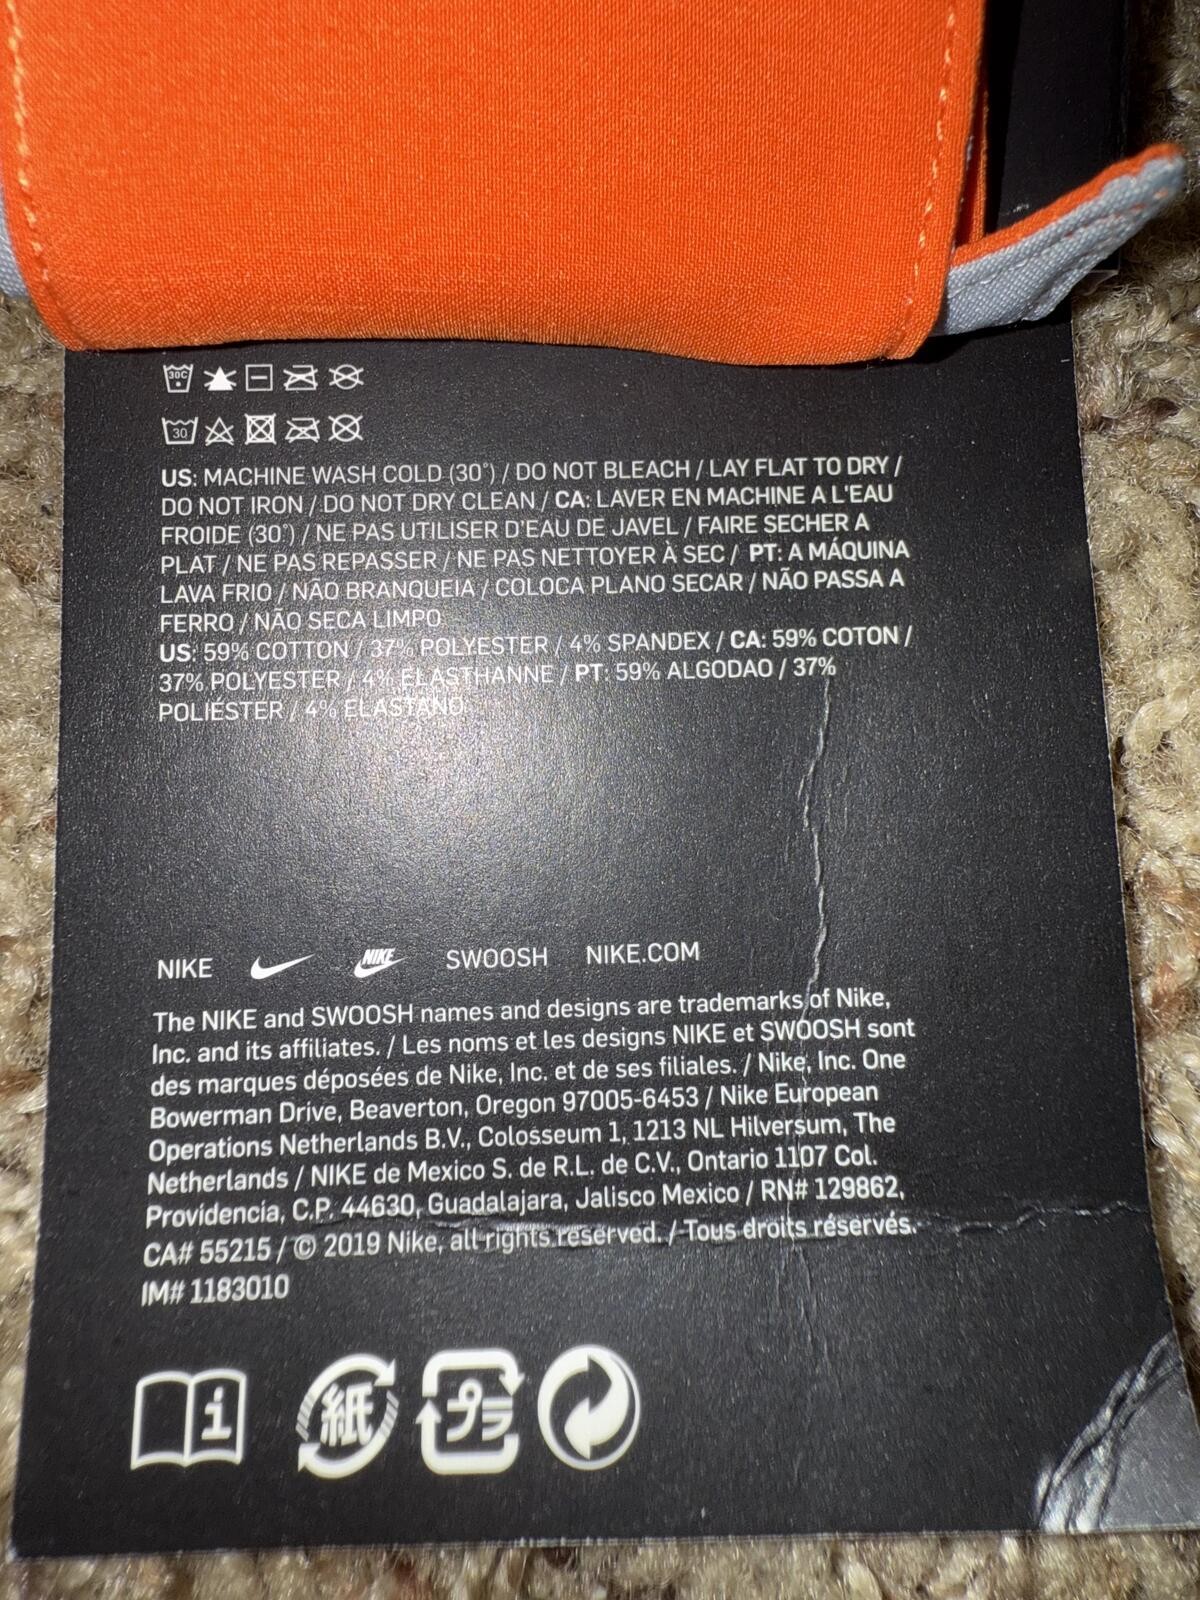 30C
30
US: MACHINE WASH COLD (30°) / DO NOT BLEACH / LAY FLAT TO DRY /
DO NOT IRON / DO NOT DRY CLEAN / CA: LAVER EN MACHINE A L'EAU
FROIDE (30°) / NE PAS UTILISER D'EAU DE JAVEL / FAIRE SECHER A
PLAT / NE PAS REPASSER / NE PAS NETTOYER À SEC / PT: A MÁQUINA
LAVA FRIO / NÃO BRANQUEIA / COLOCA PLANO SECAR / NÃO PASSA A
FERRO / NÃO SECA LIMPO
US: 59% COTTON / 37% POLYESTER / 4% SPANDEX / CA: 59% COTON /
37% POLYESTER / 4% ELASTHANNE / PT: 59% ALGODAO / 37%
POLIÉSTER / 4% ELASTANO
NIKE NIKE SWOOSH NIKE.COM
The NIKE and SWOOSH names and designs are trademarks of Nike,
Inc. and its affiliates. / Les noms et les designs NIKE et SWOOSH sont
des marques déposées de Nike, Inc. et de ses filiales. / Nike, Inc. One
Bowerman Drive, Beaverton, Oregon 97005-6453 / Nike European
Operations Netherlands B.V., Colosseum 1, 1213 NL Hilversum, The
Netherlands / NIKE de Mexico S. de R.L. de C.V., Ontario 1107 Col.
Providencia, C.P. 44630, Guadalajara, Jalisco Mexico / RN# 129862,
CA# 55215 / © 2019 Nike, all rights reserved. / Tous droits réservés.
IM# 1183010
i 紙 プラ